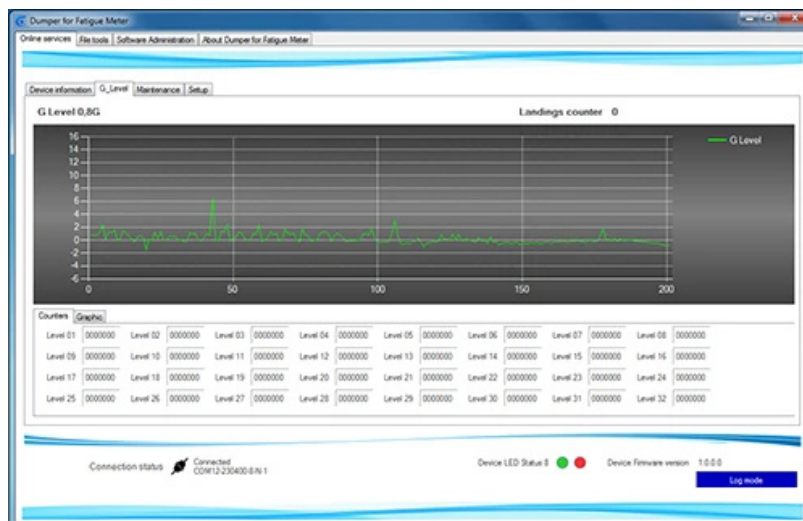 Dumper for Fatigue Meter
Online services File tools Software Administration About Dumper for Fatigue Meter
Device information G_Level Maintenance Setup
G Level 0,8G Landings counter 0
16
14
12
10
8
6
4
2
0
-2
-4
-6
G Level
0 50 100 150 200
Counters Graphic
Level 01 0000000 Level 02 0000000 Level 03 0000000 Level 04 0000000 Level 05 0000000 Level 06 0000000 Level 07 0000000 Level 08 0000000
Level 09 0000000 Level 10 0000000 Level 11 0000000 Level 12 0000000 Level 13 0000000 Level 14 0000000 Level 15 0000000 Level 16 0000000
Level 17 0000000 Level 18 0000000 Level 19 0000000 Level 20 0000000 Level 21 0000000 Level 22 0000000 Level 23 0000000 Level 24 0000000
Level 25 0000000 Level 26 0000000 Level 27 0000000 Level 28 0000000 Level 29 0000000 Level 30 0000000 Level 31 0000000 Level 32 0000000
Connection status Connected
COM12-230400-8-N-1
Device LED Status 8 Device Firmware version 1.0.0.0
Log mode